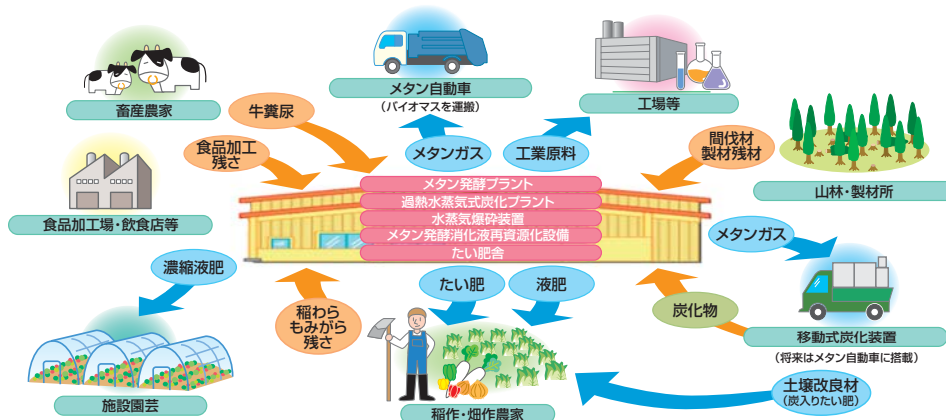 畜産農家
メタン自動車
(バイオマスを運搬)
工場等
牛糞尿
食品加工
残さ
メタンガス
工業原料
間伐材
製材残材
山林・製材所
食品加工場・飲食店等
メタン発酵プラント
過熱水蒸気式炭化プラント
水蒸気爆砕装置
メタン発酵消化液再資源化設備
たい肥舎
メタンガス
濃縮液肥
たい肥
液肥
稲わら
もみがら
残さ
炭化物
移動式炭化装置
(将来はメタン自動車に搭載)
施設園芸
稲作・畑作農家
土壌改良材
(炭入りたい肥)